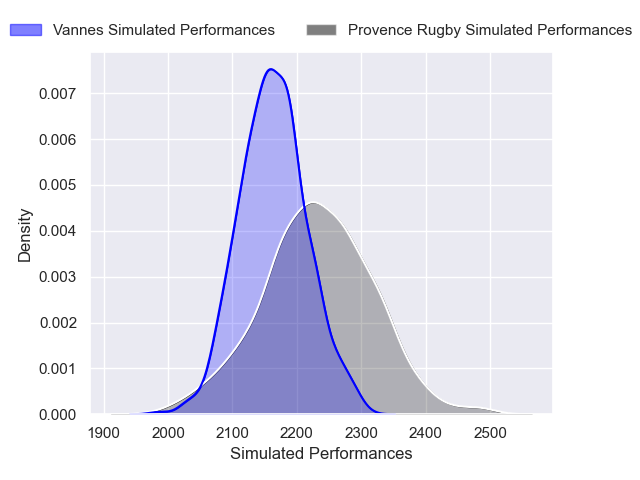 Vannes Simulated Performances
Provence Rugby Simulated Performances
0.007
0.006
0.005
0.004
0.003
0.002
0.001
0.000
Density
1900 2000 2100 2200 2300 2400 2500
Simulated Performances